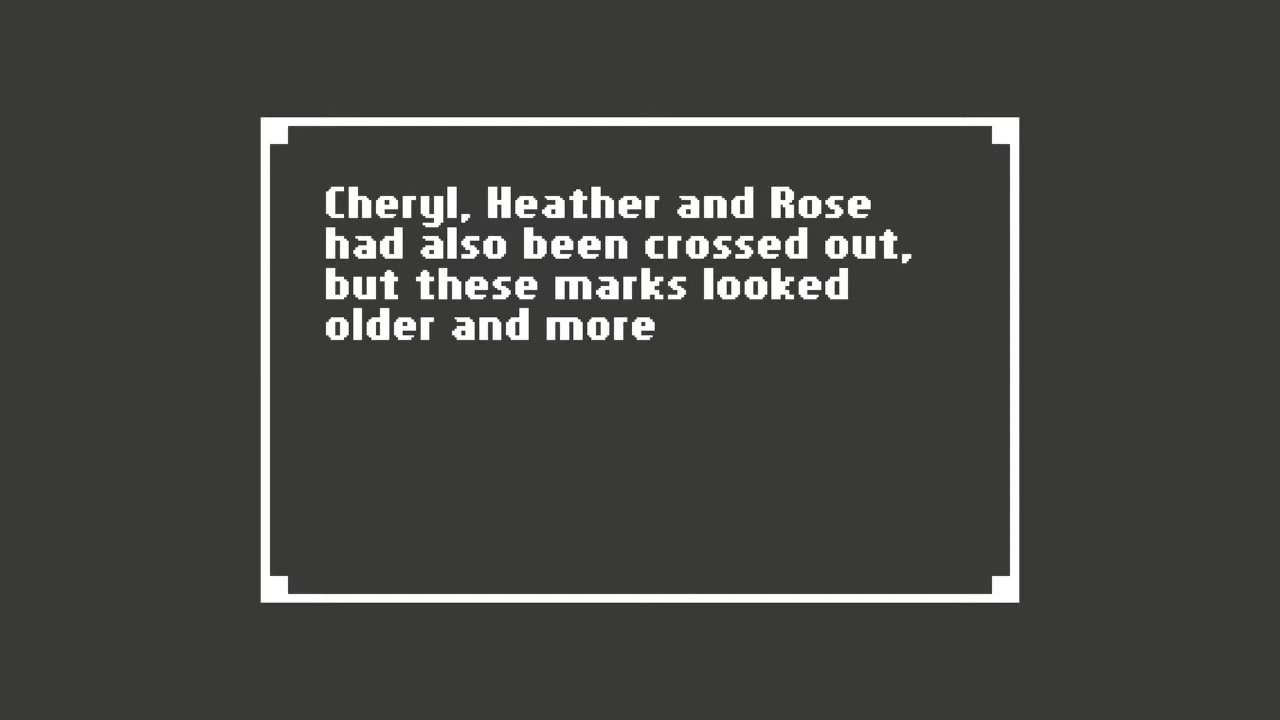 Cheryl, Heather and Rose
had also been crossed out,
but these marks looked
older and more